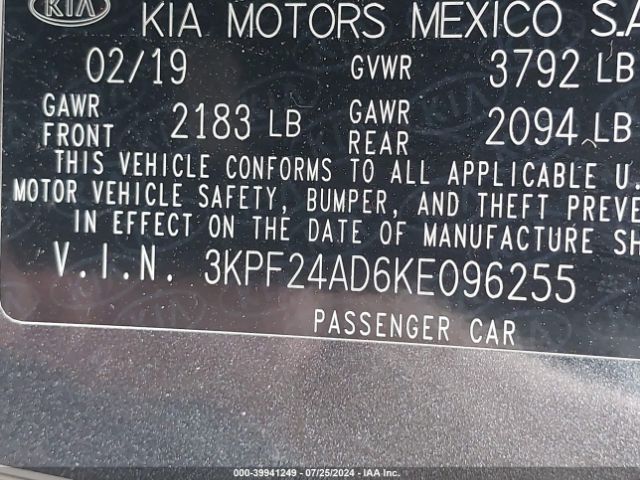 KIA
KIA MOTORS MEXICO S.A
02/19 GVWR 3792 LB
GAWR FRONT 2183 LB GAWR REAR 2094 LB
THIS VEHICLE CONFORMS TO ALL APPLICABLE U.
MOTOR VEHICLE SAFETY, BUMPER, AND THEFT PREVE
IN EFFECT ON THE DATE OF MANUFACTURE SH
V.I.N. 3KPF24AD6KE096255
PASSENGER CAR
000-39941249 - 07/25/2024 - IAA Inc.